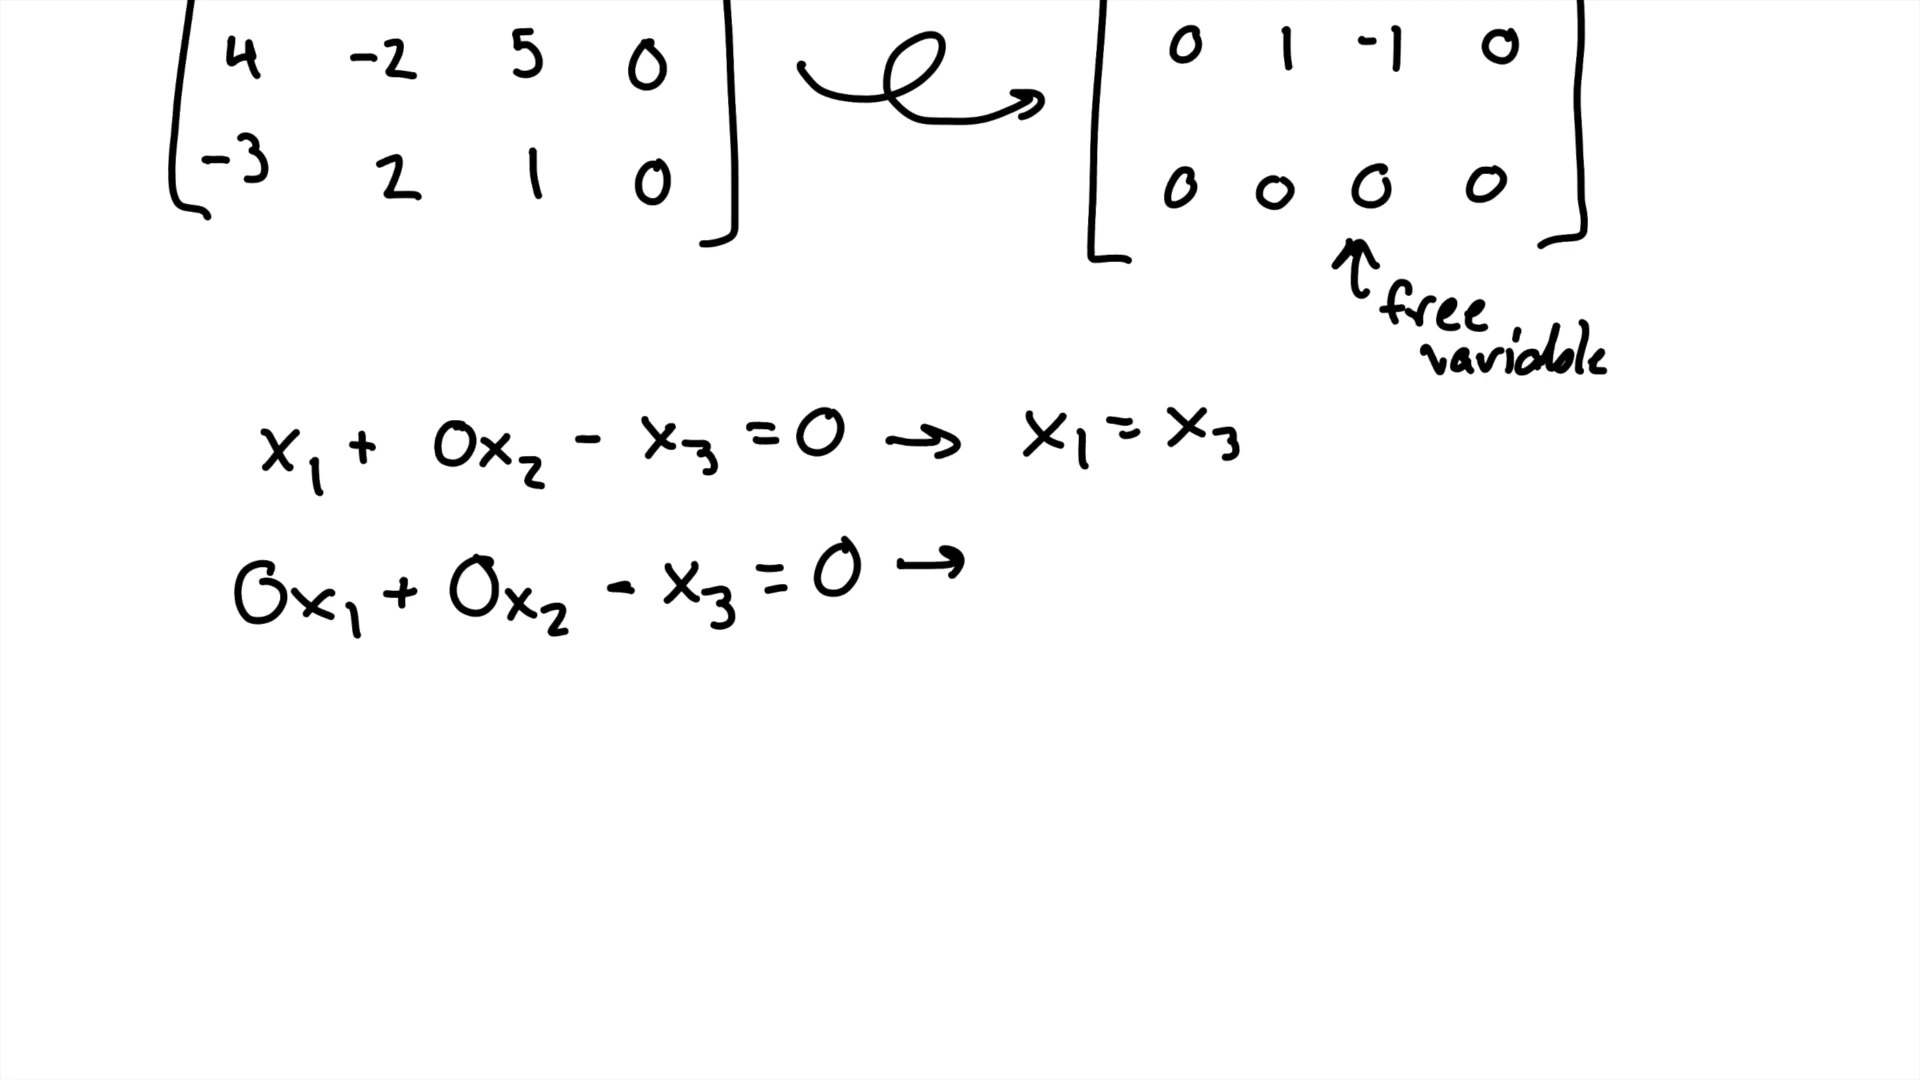 4 -2 5 0
-3 2 1 0
0 1 -1 0
0 0 0 0
free
variable
x₁ + 0x₂ - x₃ = 0 → x₁ = x₃
0x₁ + 0x₂ - x₃ = 0 →